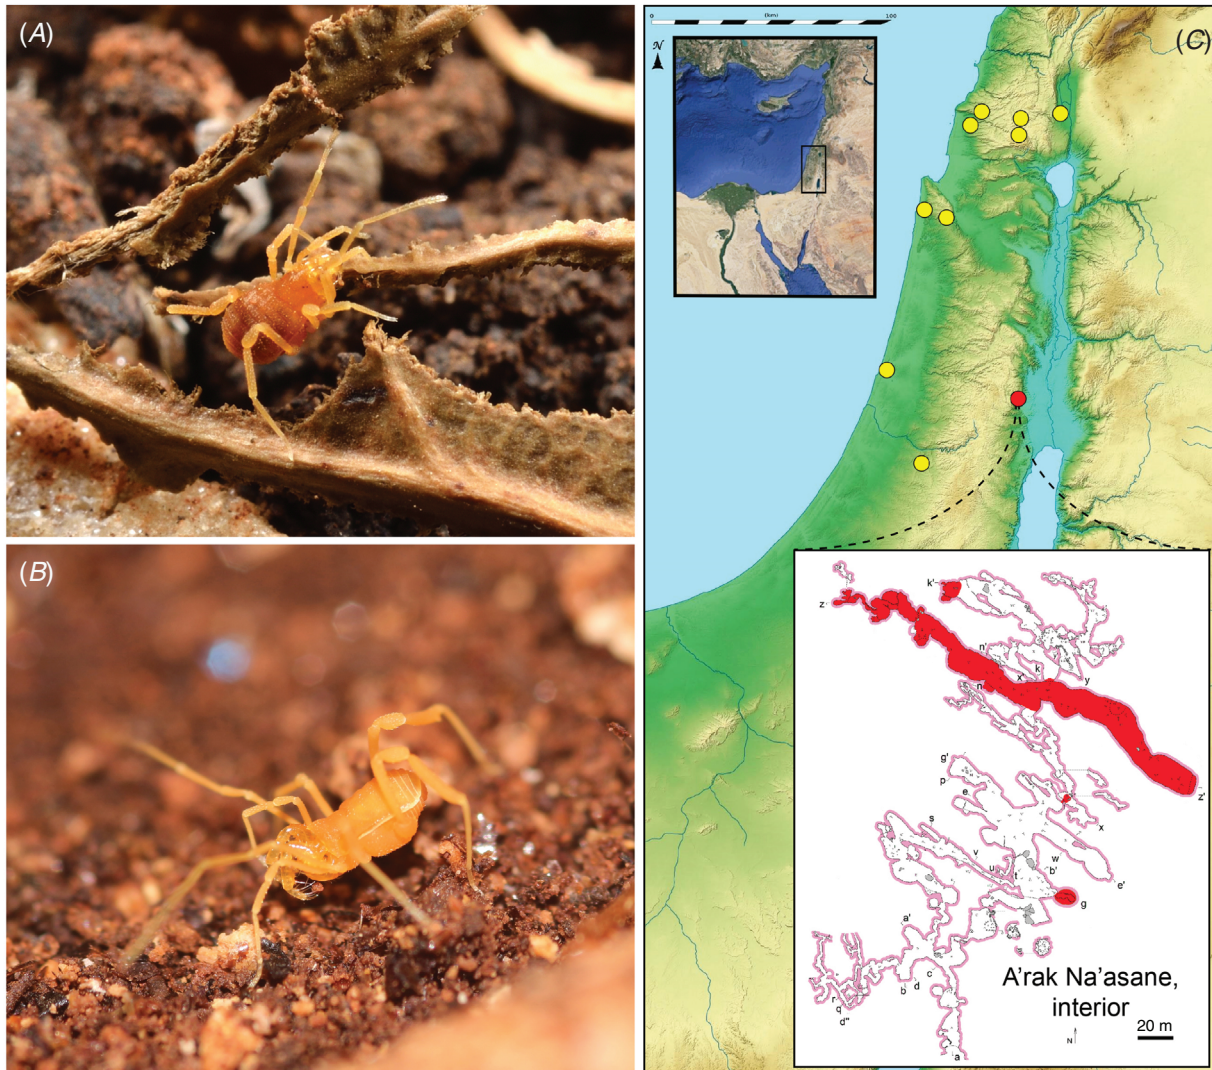 (A)
(B)
0
(km)
100
N
(C)
k'
z
n'
k
x'
n
y
z'
g'
p
e
x
s
v
w
b'
u
t
e'
g
a'
c
b
d
r
q
d"
a
A'rak Na'asane,
interior
N
20 m